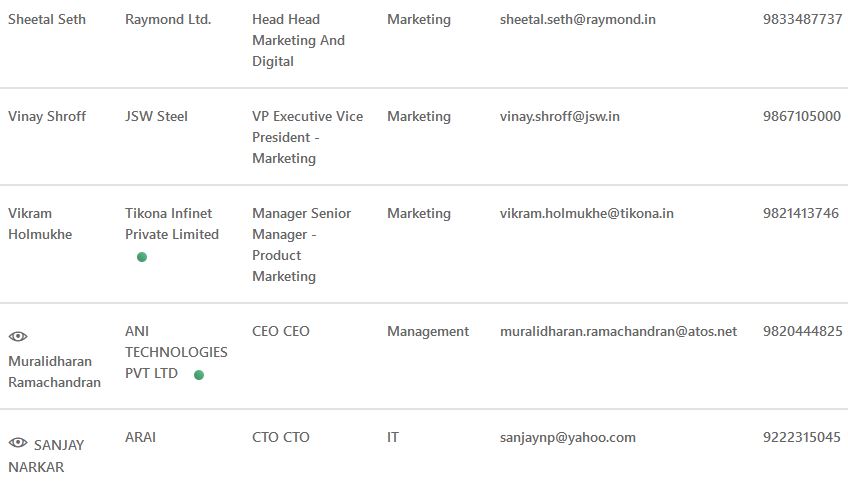 Sheetal Seth Raymond Ltd. Head Head Marketing sheetal.seth@raymond.in 9833487737
Marketing And
Digital
Vinay Shroff JSW Steel VP Executive Vice Marketing vinay.shroff@jsw.in 9867105000
President -
Marketing
Vikram Tikona Infinet Manager Senior Marketing vikram.holmukhe@tikona.in 9821413746
Holmukhe Private Limited Manager -
Product
Marketing
ANI CEO CEO Management muralidharan.ramachandran@atos.net 9820444825
Muralidharan TECHNOLOGIES
Ramachandran PVT LTD
SANJAY ARAI CTO CTO IT sanjaynp@yahoo.com 9222315045
NARKAR